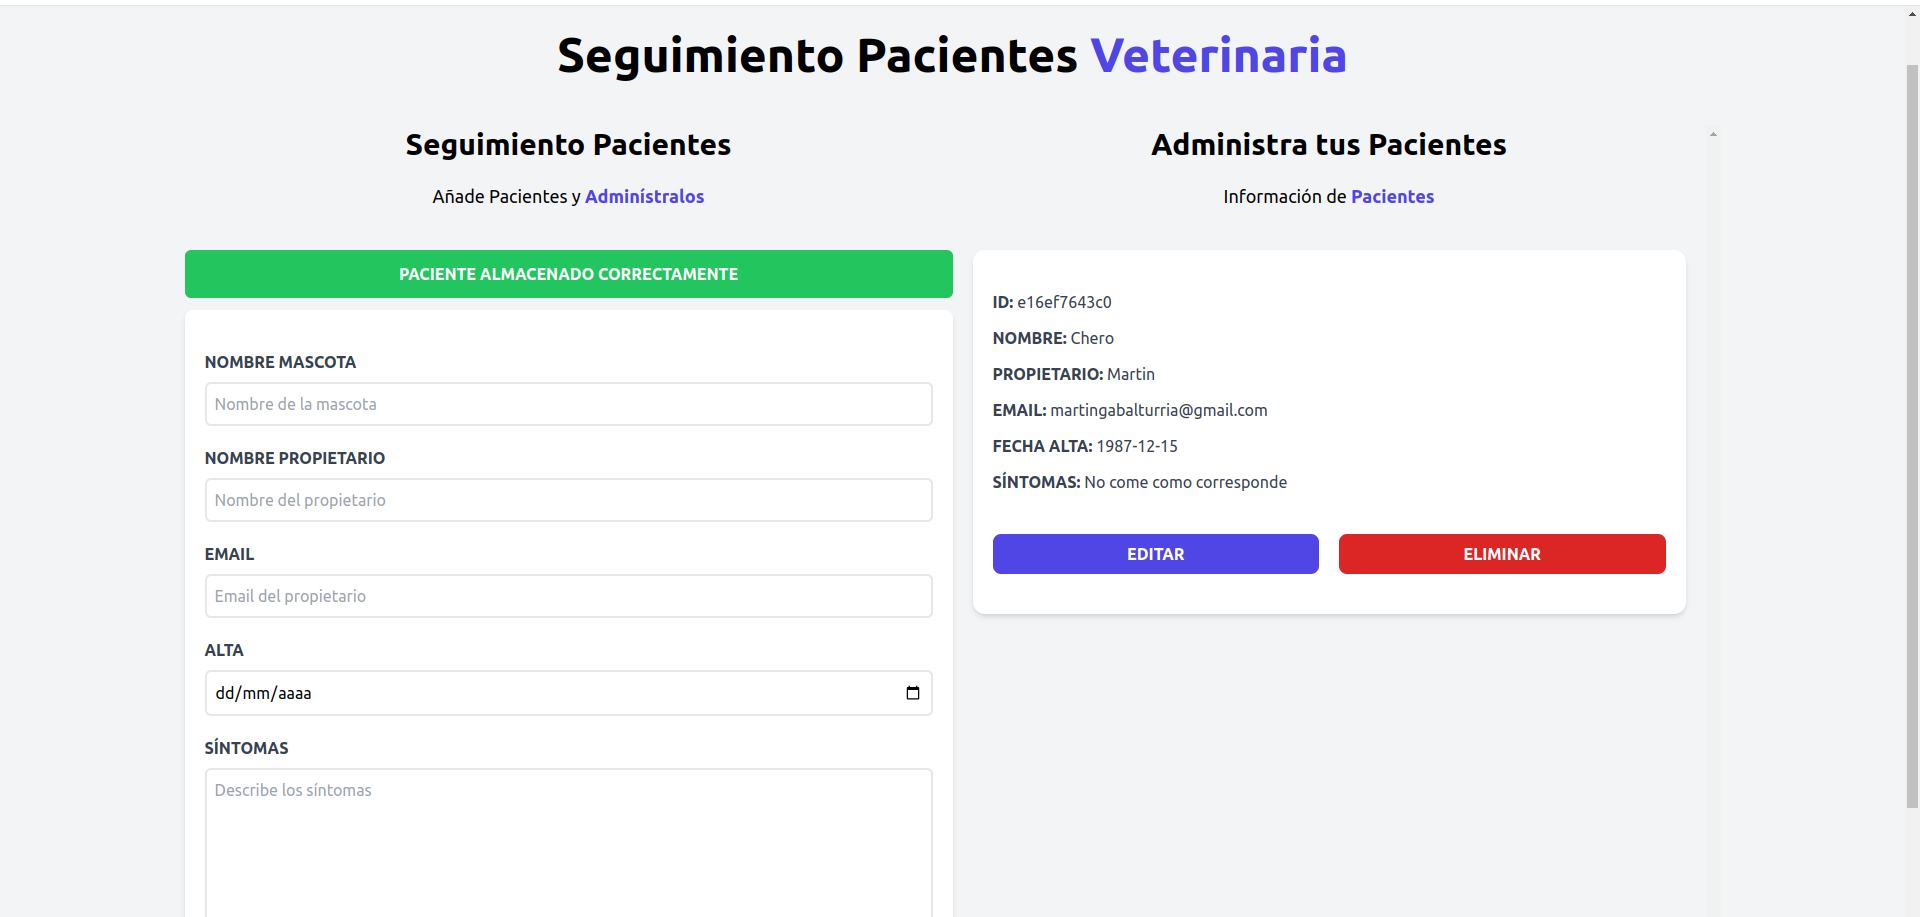 Seguimiento Pacientes Veterinaria
Seguimiento Pacientes
Añade Pacientes y Adminístralos
PACIENTE ALMACENADO CORRECTAMENTE
NOMBRE MASCOTA
Nombre de la mascota
NOMBRE PROPIETARIO
Nombre del propietario
EMAIL
Email del propietario
ALTA
dd/mm/aaaa
SÍNTOMAS
Describe los síntomas
Administra tus Pacientes
Información de Pacientes
ID: e16ef7643c0
NOMBRE: Chero
PROPIETARIO: Martin
EMAIL: martingabalturria@gmail.com
FECHA ALTA: 1987-12-15
SÍNTOMAS: No come como corresponde
EDITAR
ELIMINAR